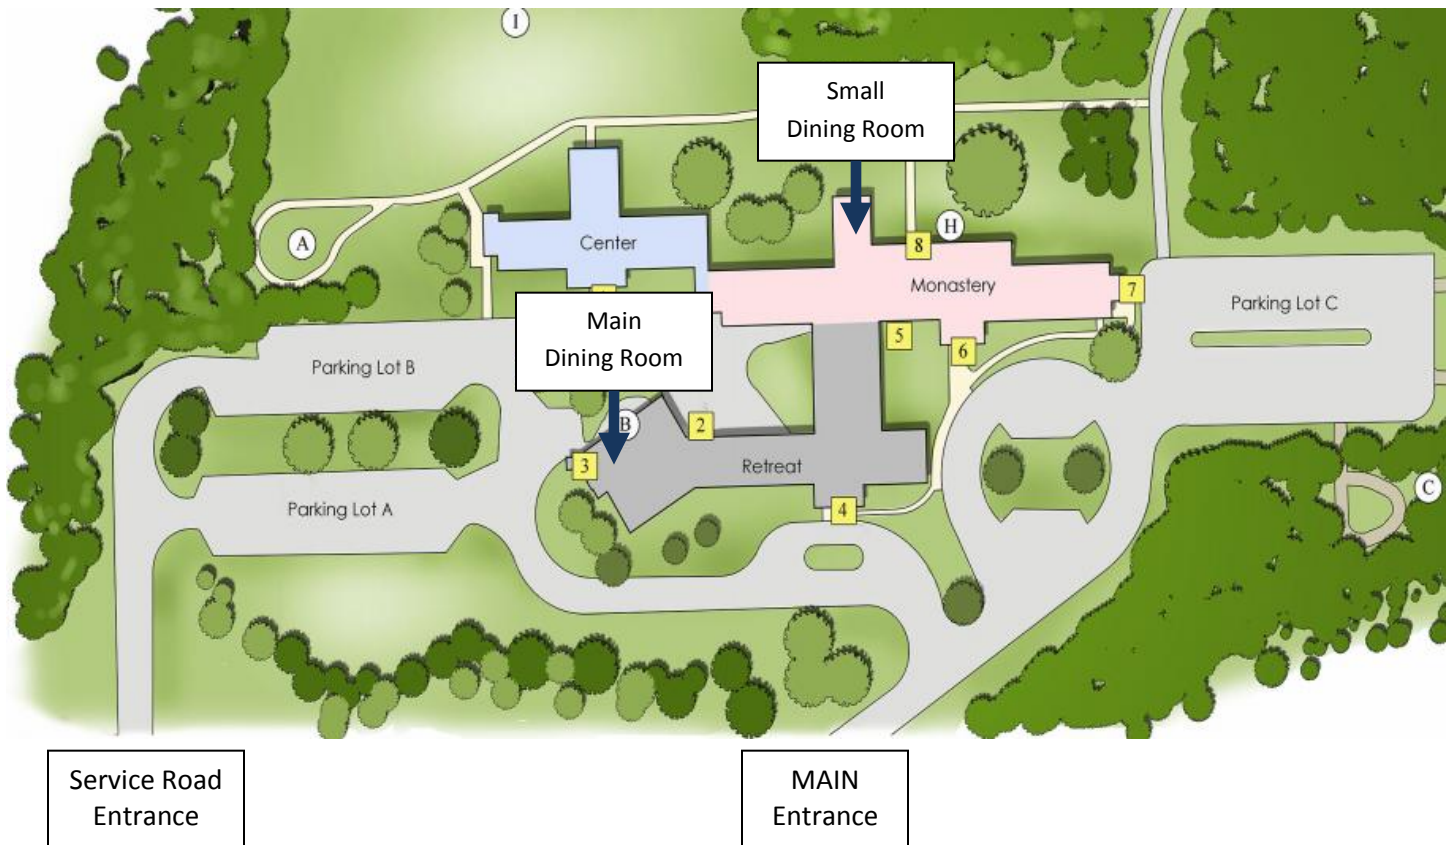 I
Small
Dining Room
A
Center
8
H
Monastery
7
Parking Lot C
Main
Dining Room
5
6
Parking Lot B
B
2
3
Retreat
4
Parking Lot A
C
Service Road
Entrance
MAIN
Entrance